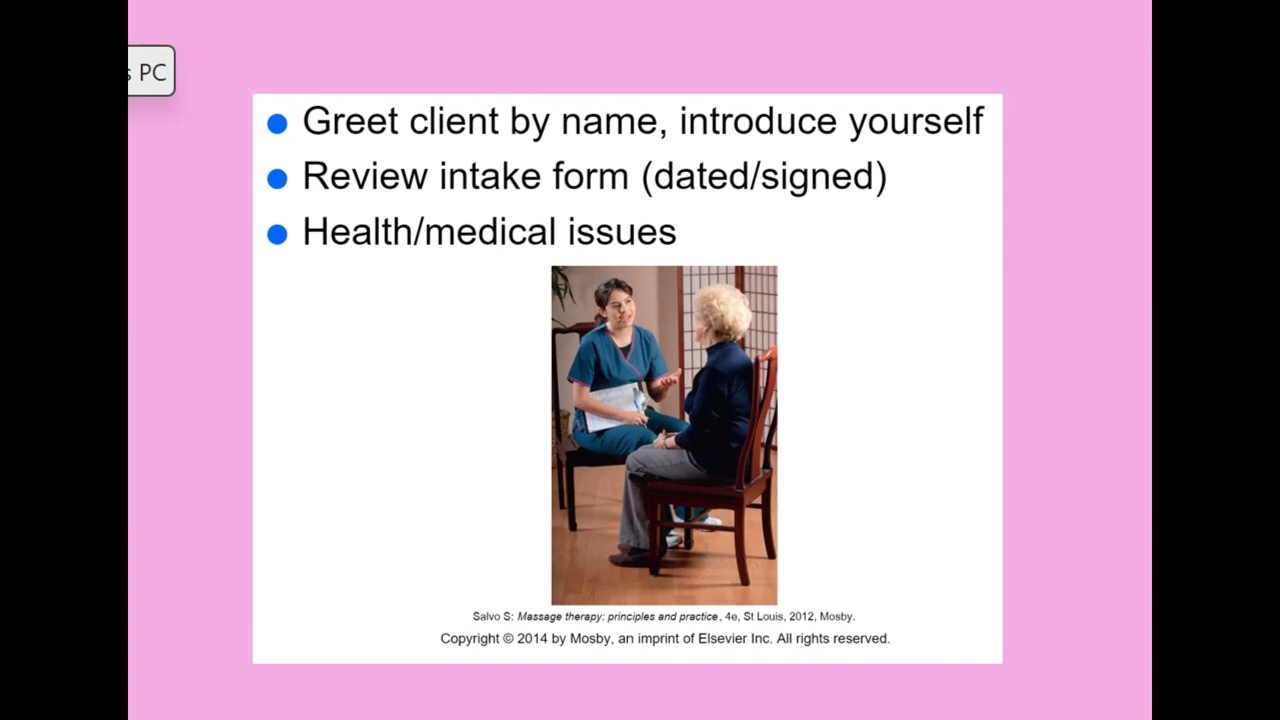 s PC
Greet client by name, introduce yourself
Review intake form (dated/signed)
Health/medical issues
Salvo S: Massage therapy: principles and practice, 4e, St Louis, 2012, Mosby.
Copyright © 2014 by Mosby, an imprint of Elsevier Inc. All rights reserved.